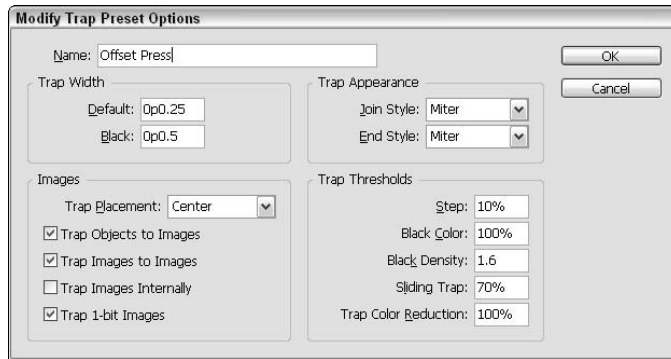 Modify Trap Preset Options
Name: Offset Press
OK
Cancel
Trap Width
Default: 0p0.25
Black: 0p0.5
Trap Appearance
Join Style: Miter
End Style: Miter
Images
Trap Placement: Center
Trap Objects to Images
Trap Images to Images
Trap Images Internally
Trap 1-bit Images
Trap Thresholds
Step: 10%
Black Color: 100%
Black Density: 1.6
Sliding Trap: 70%
Trap Color Reduction: 100%